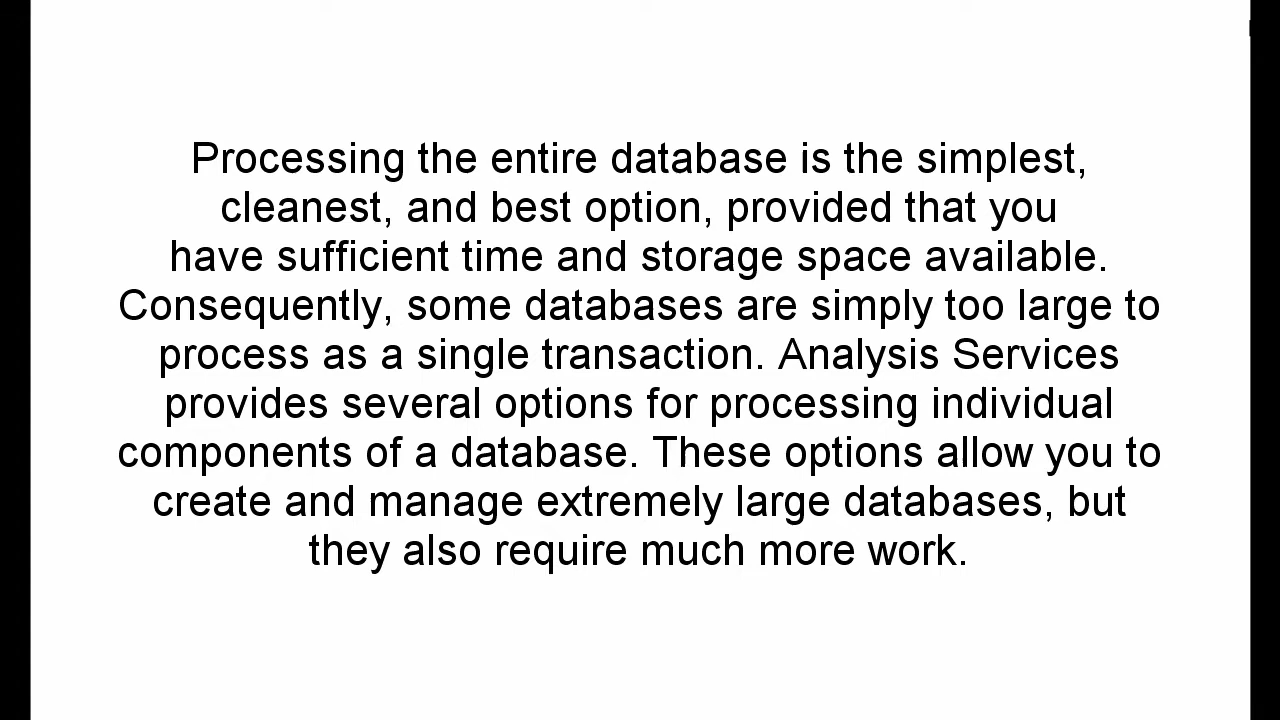 Processing the entire database is the simplest,
cleanest, and best option, provided that you
have sufficient time and storage space available.
Consequently, some databases are simply too large to
process as a single transaction. Analysis Services
provides several options for processing individual
components of a database. These options allow you to
create and manage extremely large databases, but
they also require much more work.